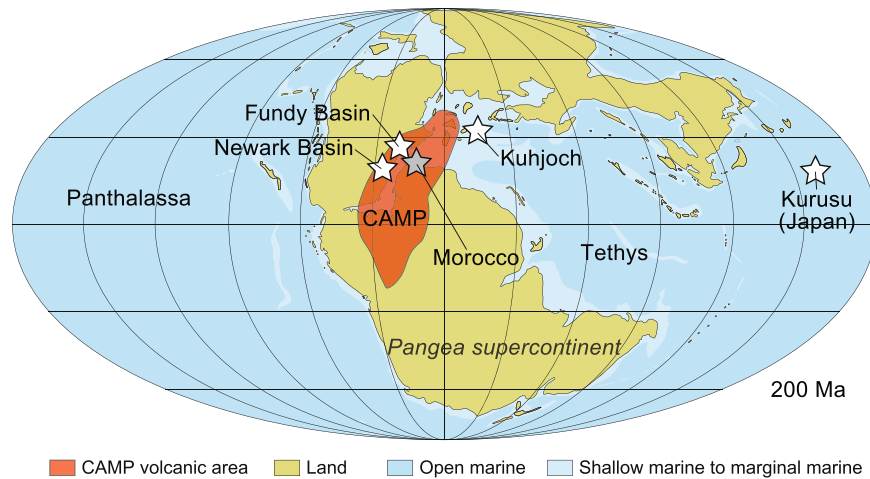 Fundy Basin
Newark Basin
Kuhjoch
Panthalassa
Kurusu
(Japan)
CAMP
Morocco
Tethys
Pangea supercontinent
200 Ma
CAMP volcanic area
Land
Open marine
Shallow marine to marginal marine